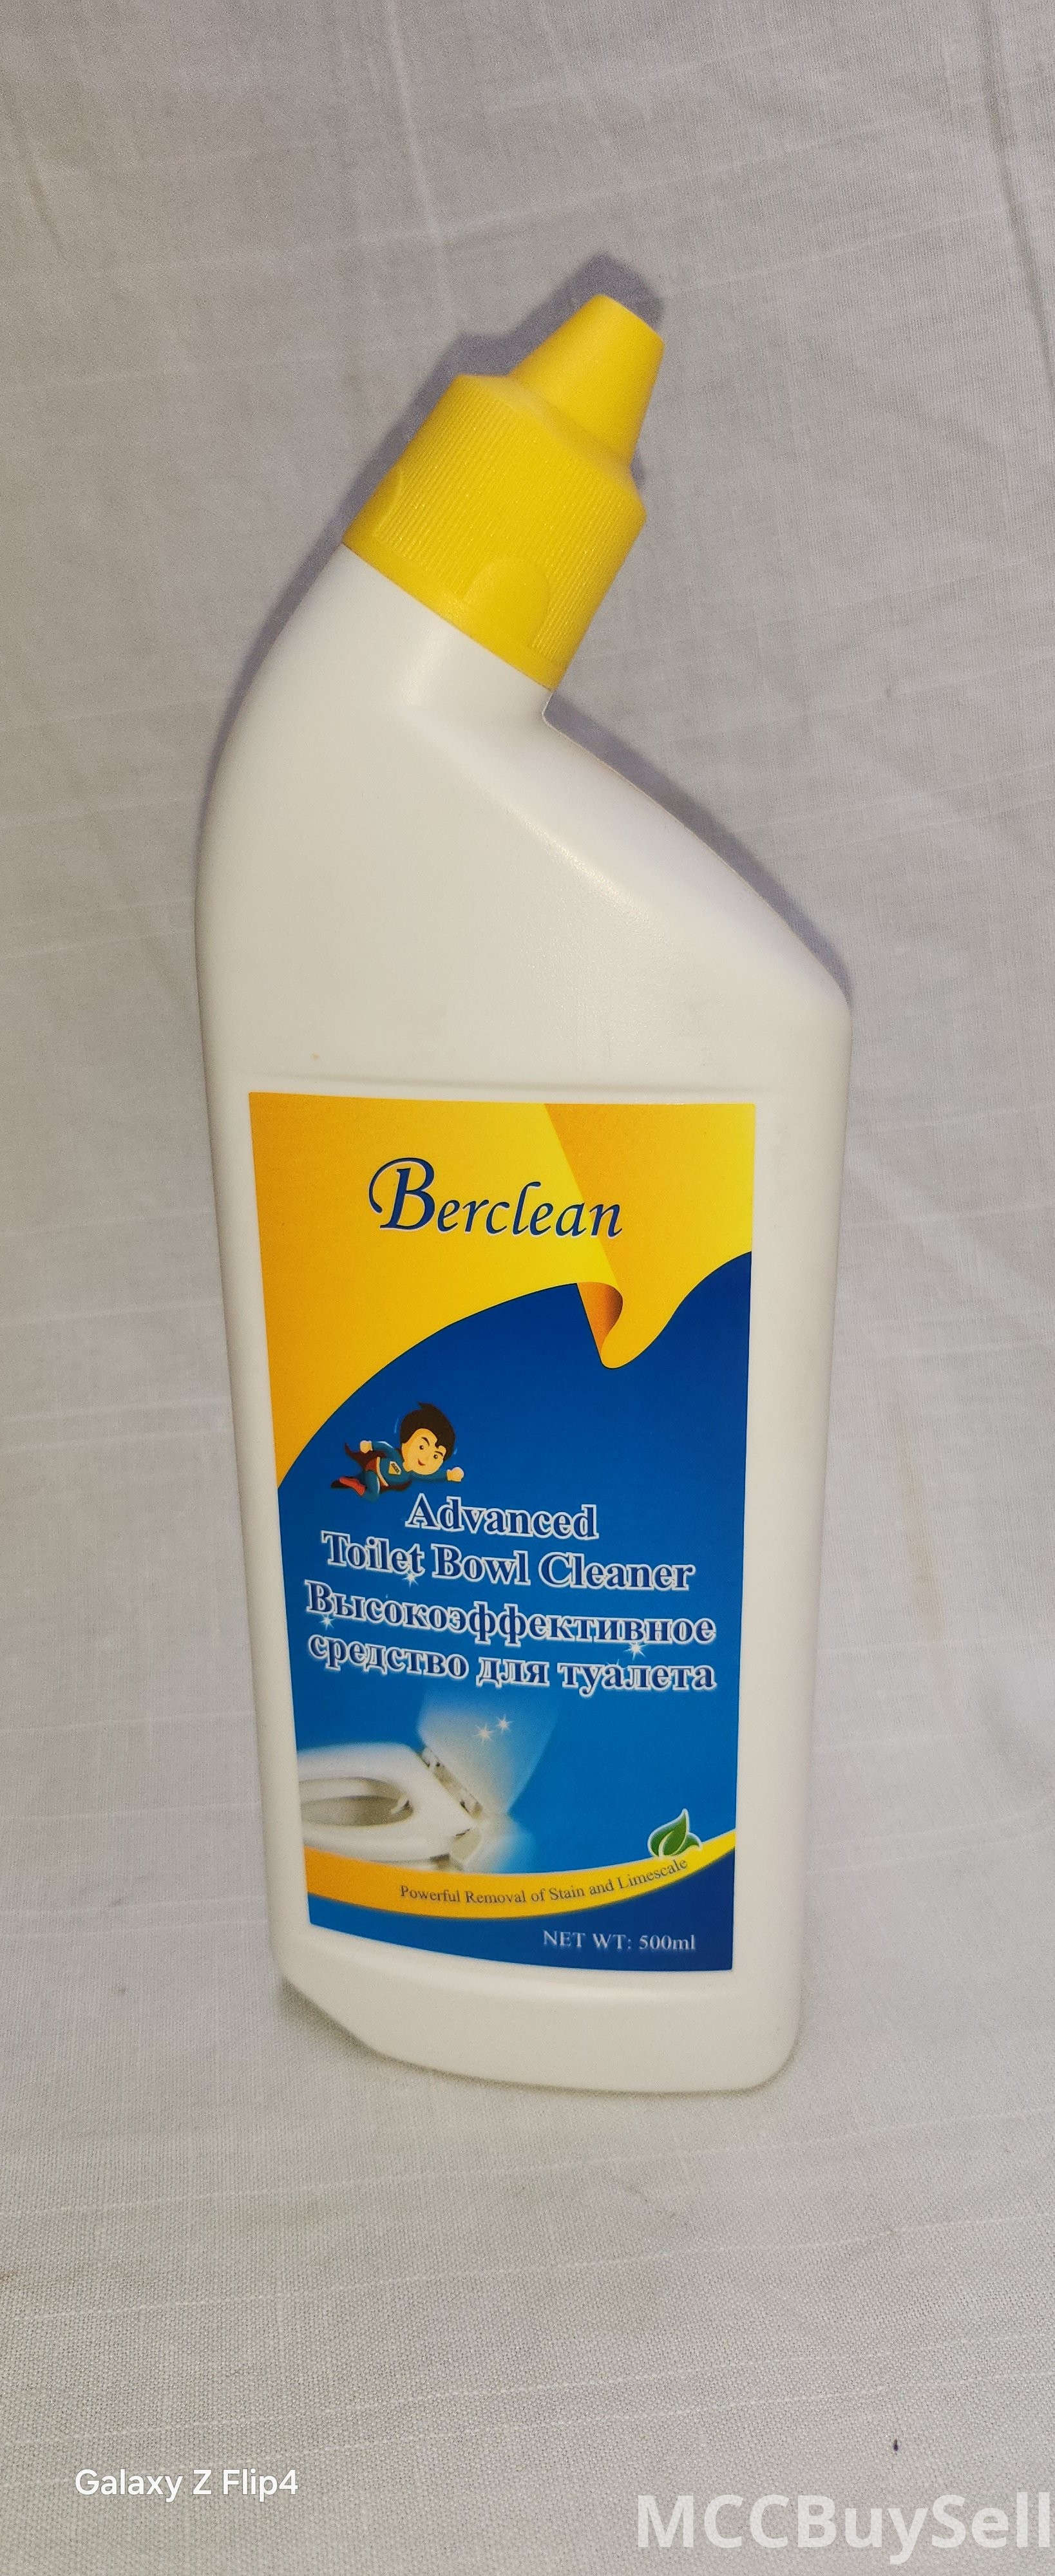 Berclean
Advanced
Toilet Bowl Cleaner
Высокоэффективное
средство для туалета
Powerful Removal of Stain and Limescale
NET WT: 500ml
Galaxy Z Flip4
MCCBuySell